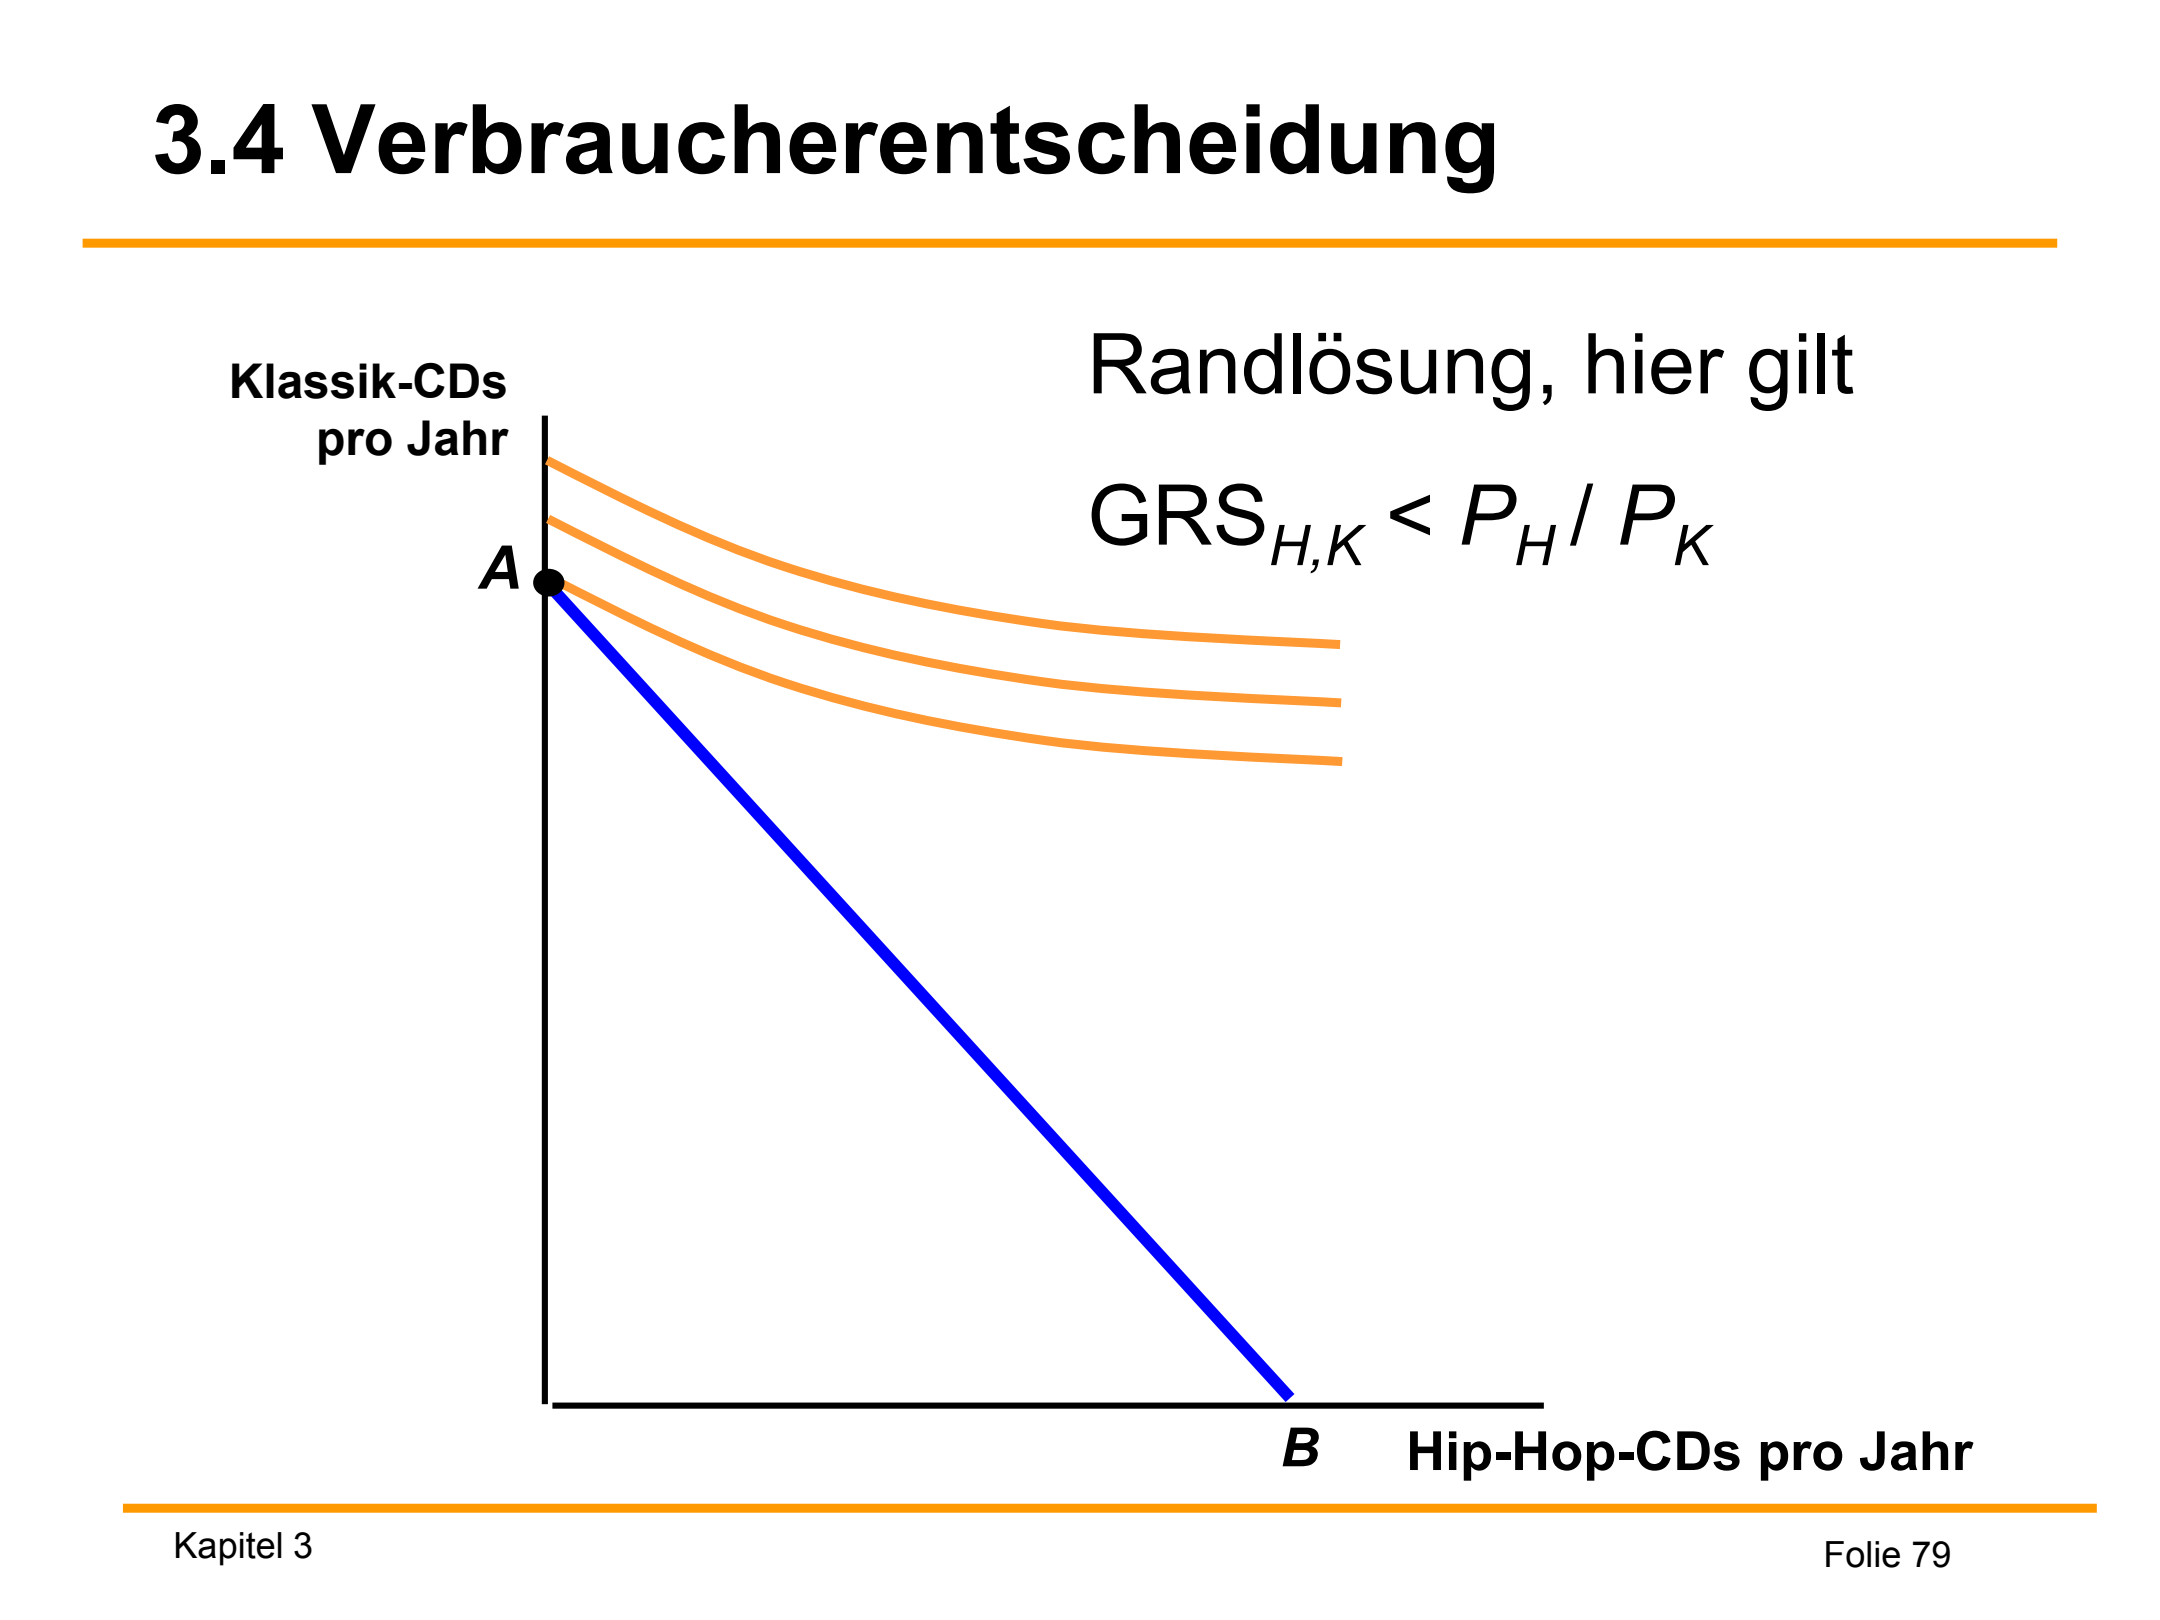 3.4 Verbraucherentscheidung
Randlösung, hier gilt
GRS_H,K < P_H / P_K
Klassik-CDs
pro Jahr
A
B
Hip-Hop-CDs pro Jahr
Kapitel 3
Folie 79